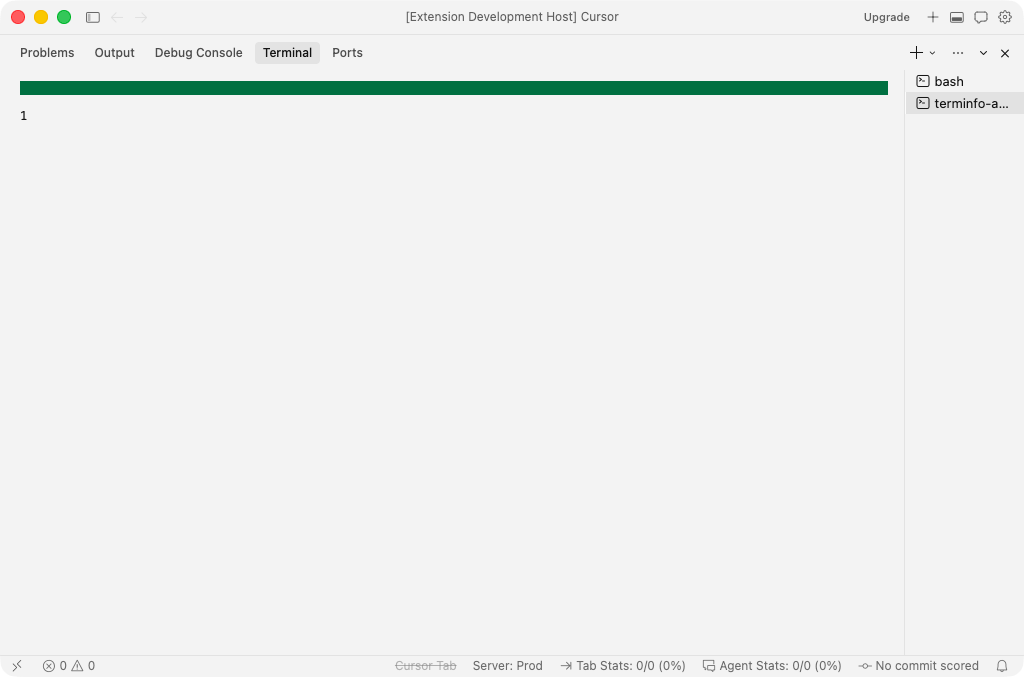 [Extension Development Host] Cursor
Upgrade
Problems Output Debug Console Terminal Ports
bash
1
terminfo-a...
0 0 Cursor Tab Server: Prod Tab Stats: 0/0 (0%) Agent Stats: 0/0 (0%) No commit scored